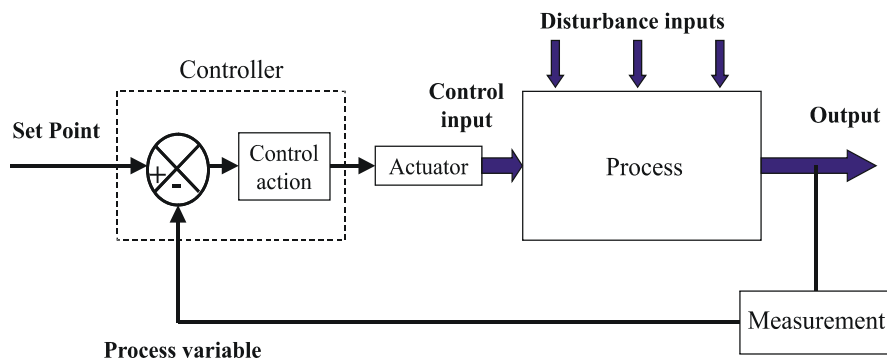 Disturbance inputs
Controller
Control
input
Set Point
Output
+
-
Control
action
Actuator
Process
Measurement
Process variable